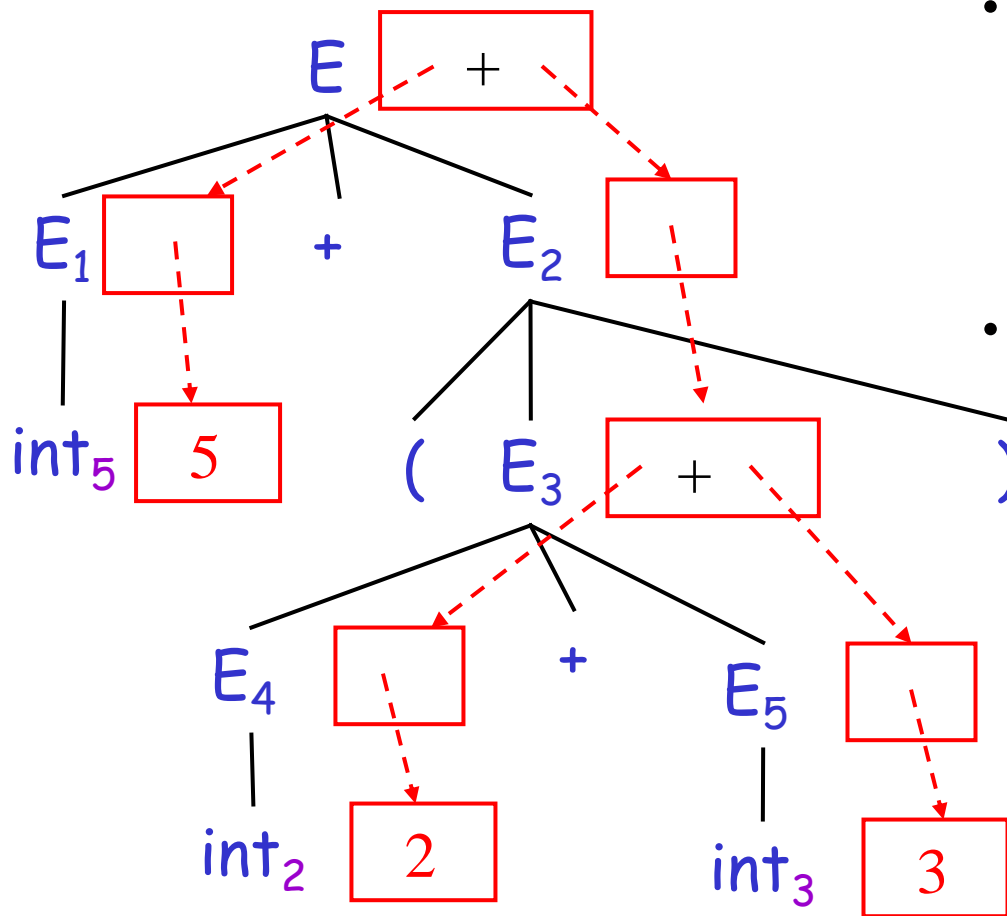 E +
E₁ + E₂
int₅ 5 ( E₃ + )
E₄ + E₅
int₂ 2 int₃ 3